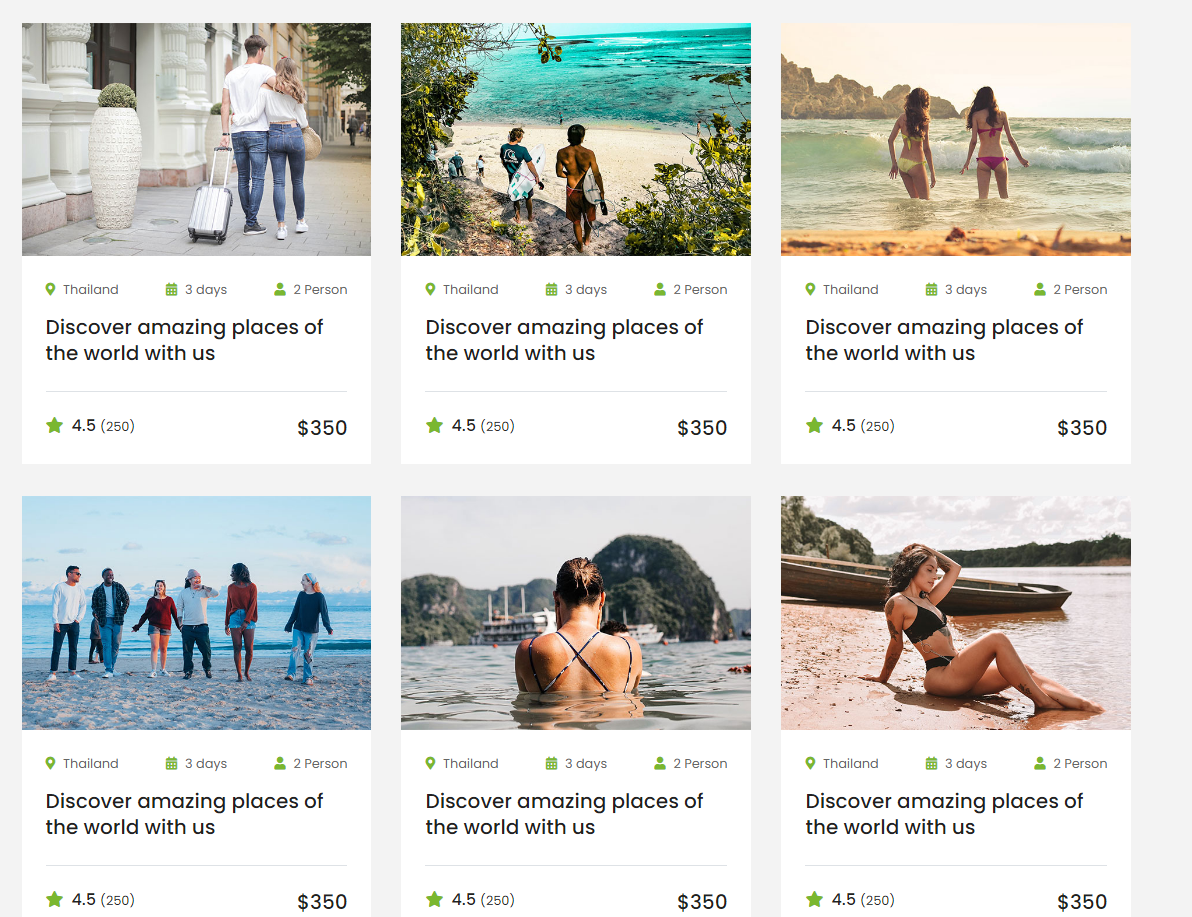 Thailand 3 days 2 Person
Discover amazing places of
the world with us
4.5 (250) $350
Thailand 3 days 2 Person
Discover amazing places of
the world with us
4.5 (250) $350
Thailand 3 days 2 Person
Discover amazing places of
the world with us
4.5 (250) $350
Thailand 3 days 2 Person
Discover amazing places of
the world with us
4.5 (250) $350
Thailand 3 days 2 Person
Discover amazing places of
the world with us
4.5 (250) $350
Thailand 3 days 2 Person
Discover amazing places of
the world with us
4.5 (250) $350